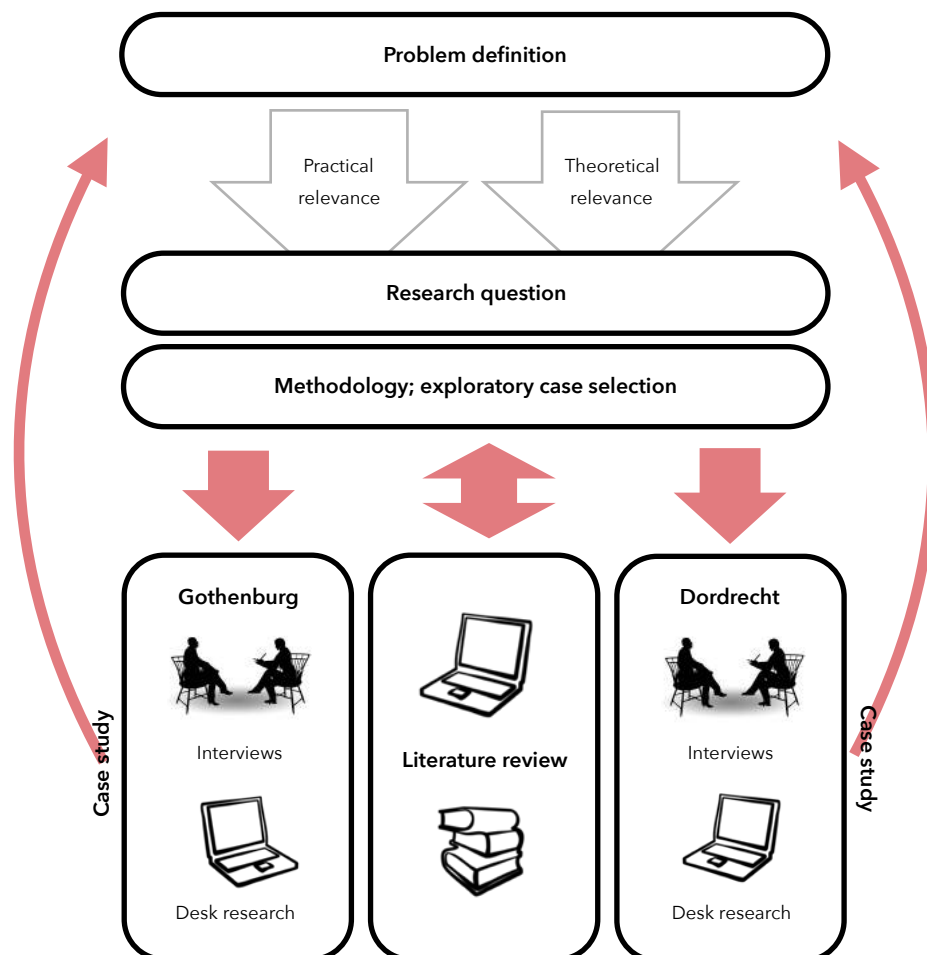 Problem definition
Practical
relevance
Theoretical
relevance
Research question
Methodology; exploratory case selection
Case study
Gothenburg
Interviews
Desk research
Literature review
Dordrecht
Interviews
Desk research
Case study